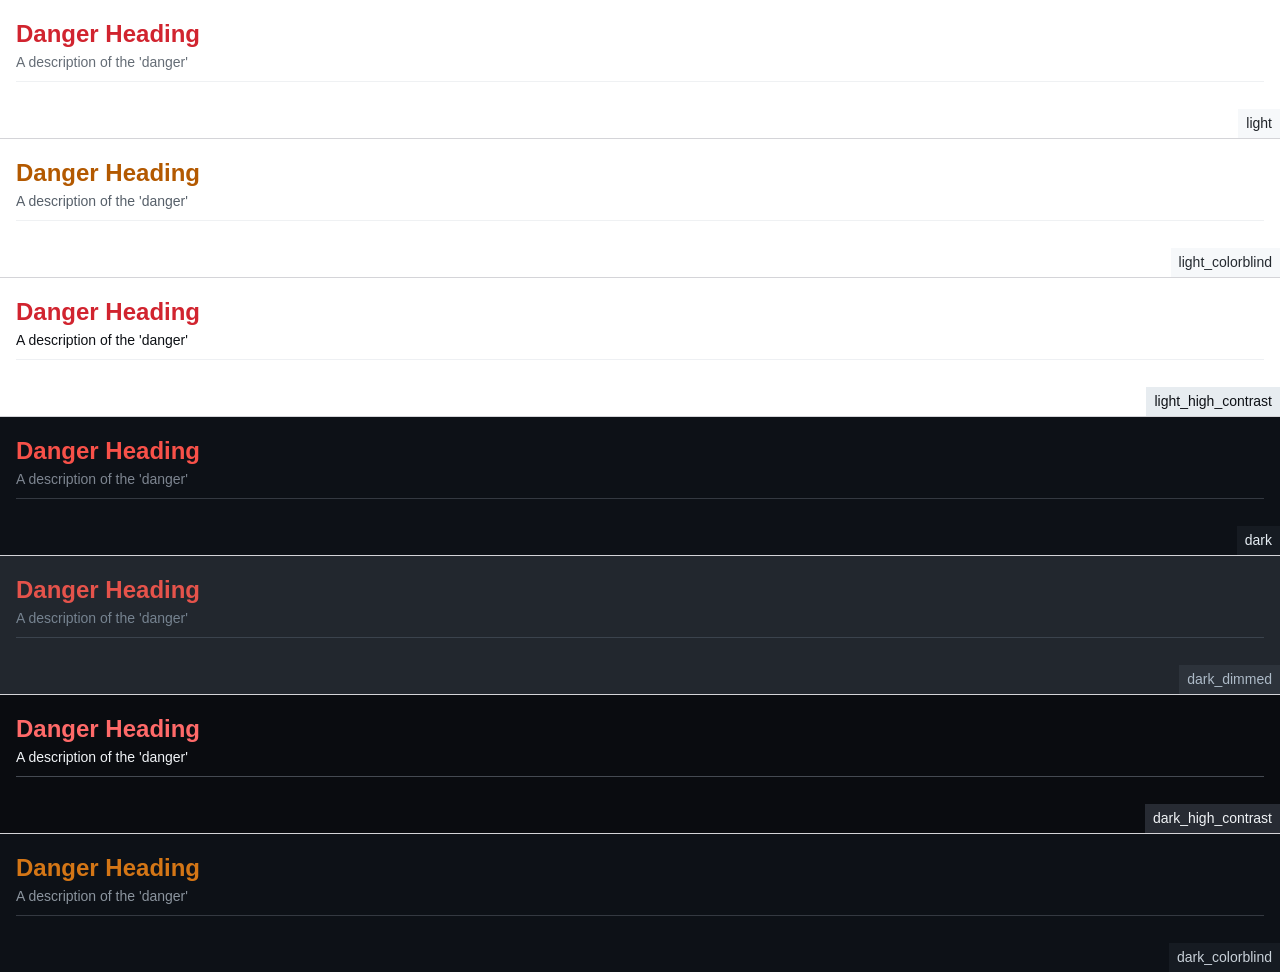 Danger Heading
A description of the 'danger'
light
Danger Heading
A description of the 'danger'
light_colorblind
Danger Heading
A description of the 'danger'
light_high_contrast
Danger Heading
A description of the 'danger'
dark
Danger Heading
A description of the 'danger'
dark_dimmed
Danger Heading
A description of the 'danger'
dark_high_contrast
Danger Heading
A description of the 'danger'
dark_colorblind